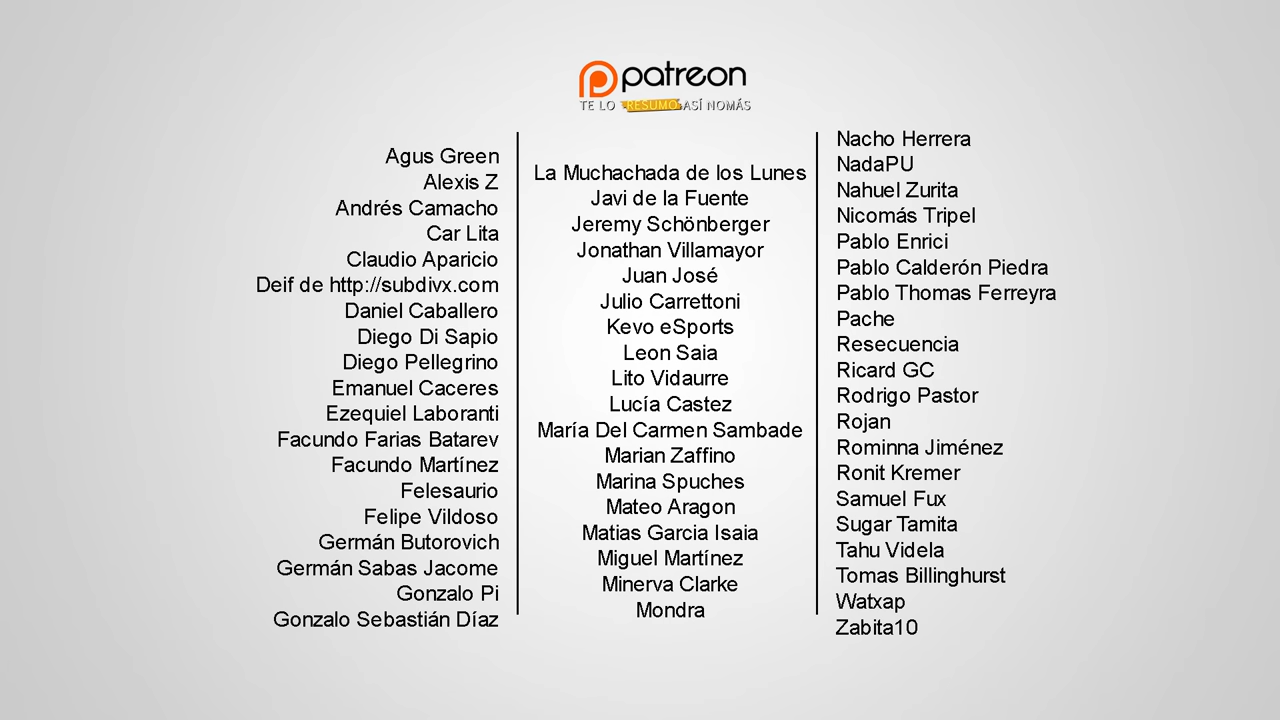 patreon
TE LO RESUMO ASÍ NOMÁS
Agus Green
Alexis Z
Andrés Camacho
Car Lita
Claudio Aparicio
Deif de http://subdivx.com
Daniel Caballero
Diego Di Sapio
Diego Pellegrino
Emanuel Caceres
Ezequiel Laboranti
Facundo Farias Batarev
Facundo Martínez
Felesaurio
Felipe Vildoso
Germán Butorovich
Germán Sabas Jacome
Gonzalo Pi
Gonzalo Sebastián Díaz
La Muchachada de los Lunes
Javi de la Fuente
Jeremy Schönberger
Jonathan Villamayor
Juan José
Julio Carrettoni
Kevo eSports
Leon Saia
Lito Vidaurre
Lucía Castez
María Del Carmen Sambade
Marian Zaffino
Marina Spuches
Mateo Aragon
Matias Garcia Isaia
Miguel Martínez
Minerva Clarke
Mondra
Nacho Herrera
NadaPU
Nahuel Zurita
Nicomás Tripel
Pablo Enrici
Pablo Calderón Piedra
Pablo Thomas Ferreyra
Pache
Resecuencia
Ricard GC
Rodrigo Pastor
Rojan
Rominna Jiménez
Ronit Kremer
Samuel Fux
Sugar Tamita
Tahu Videla
Tomas Billinghurst
Watxap
Zabita10